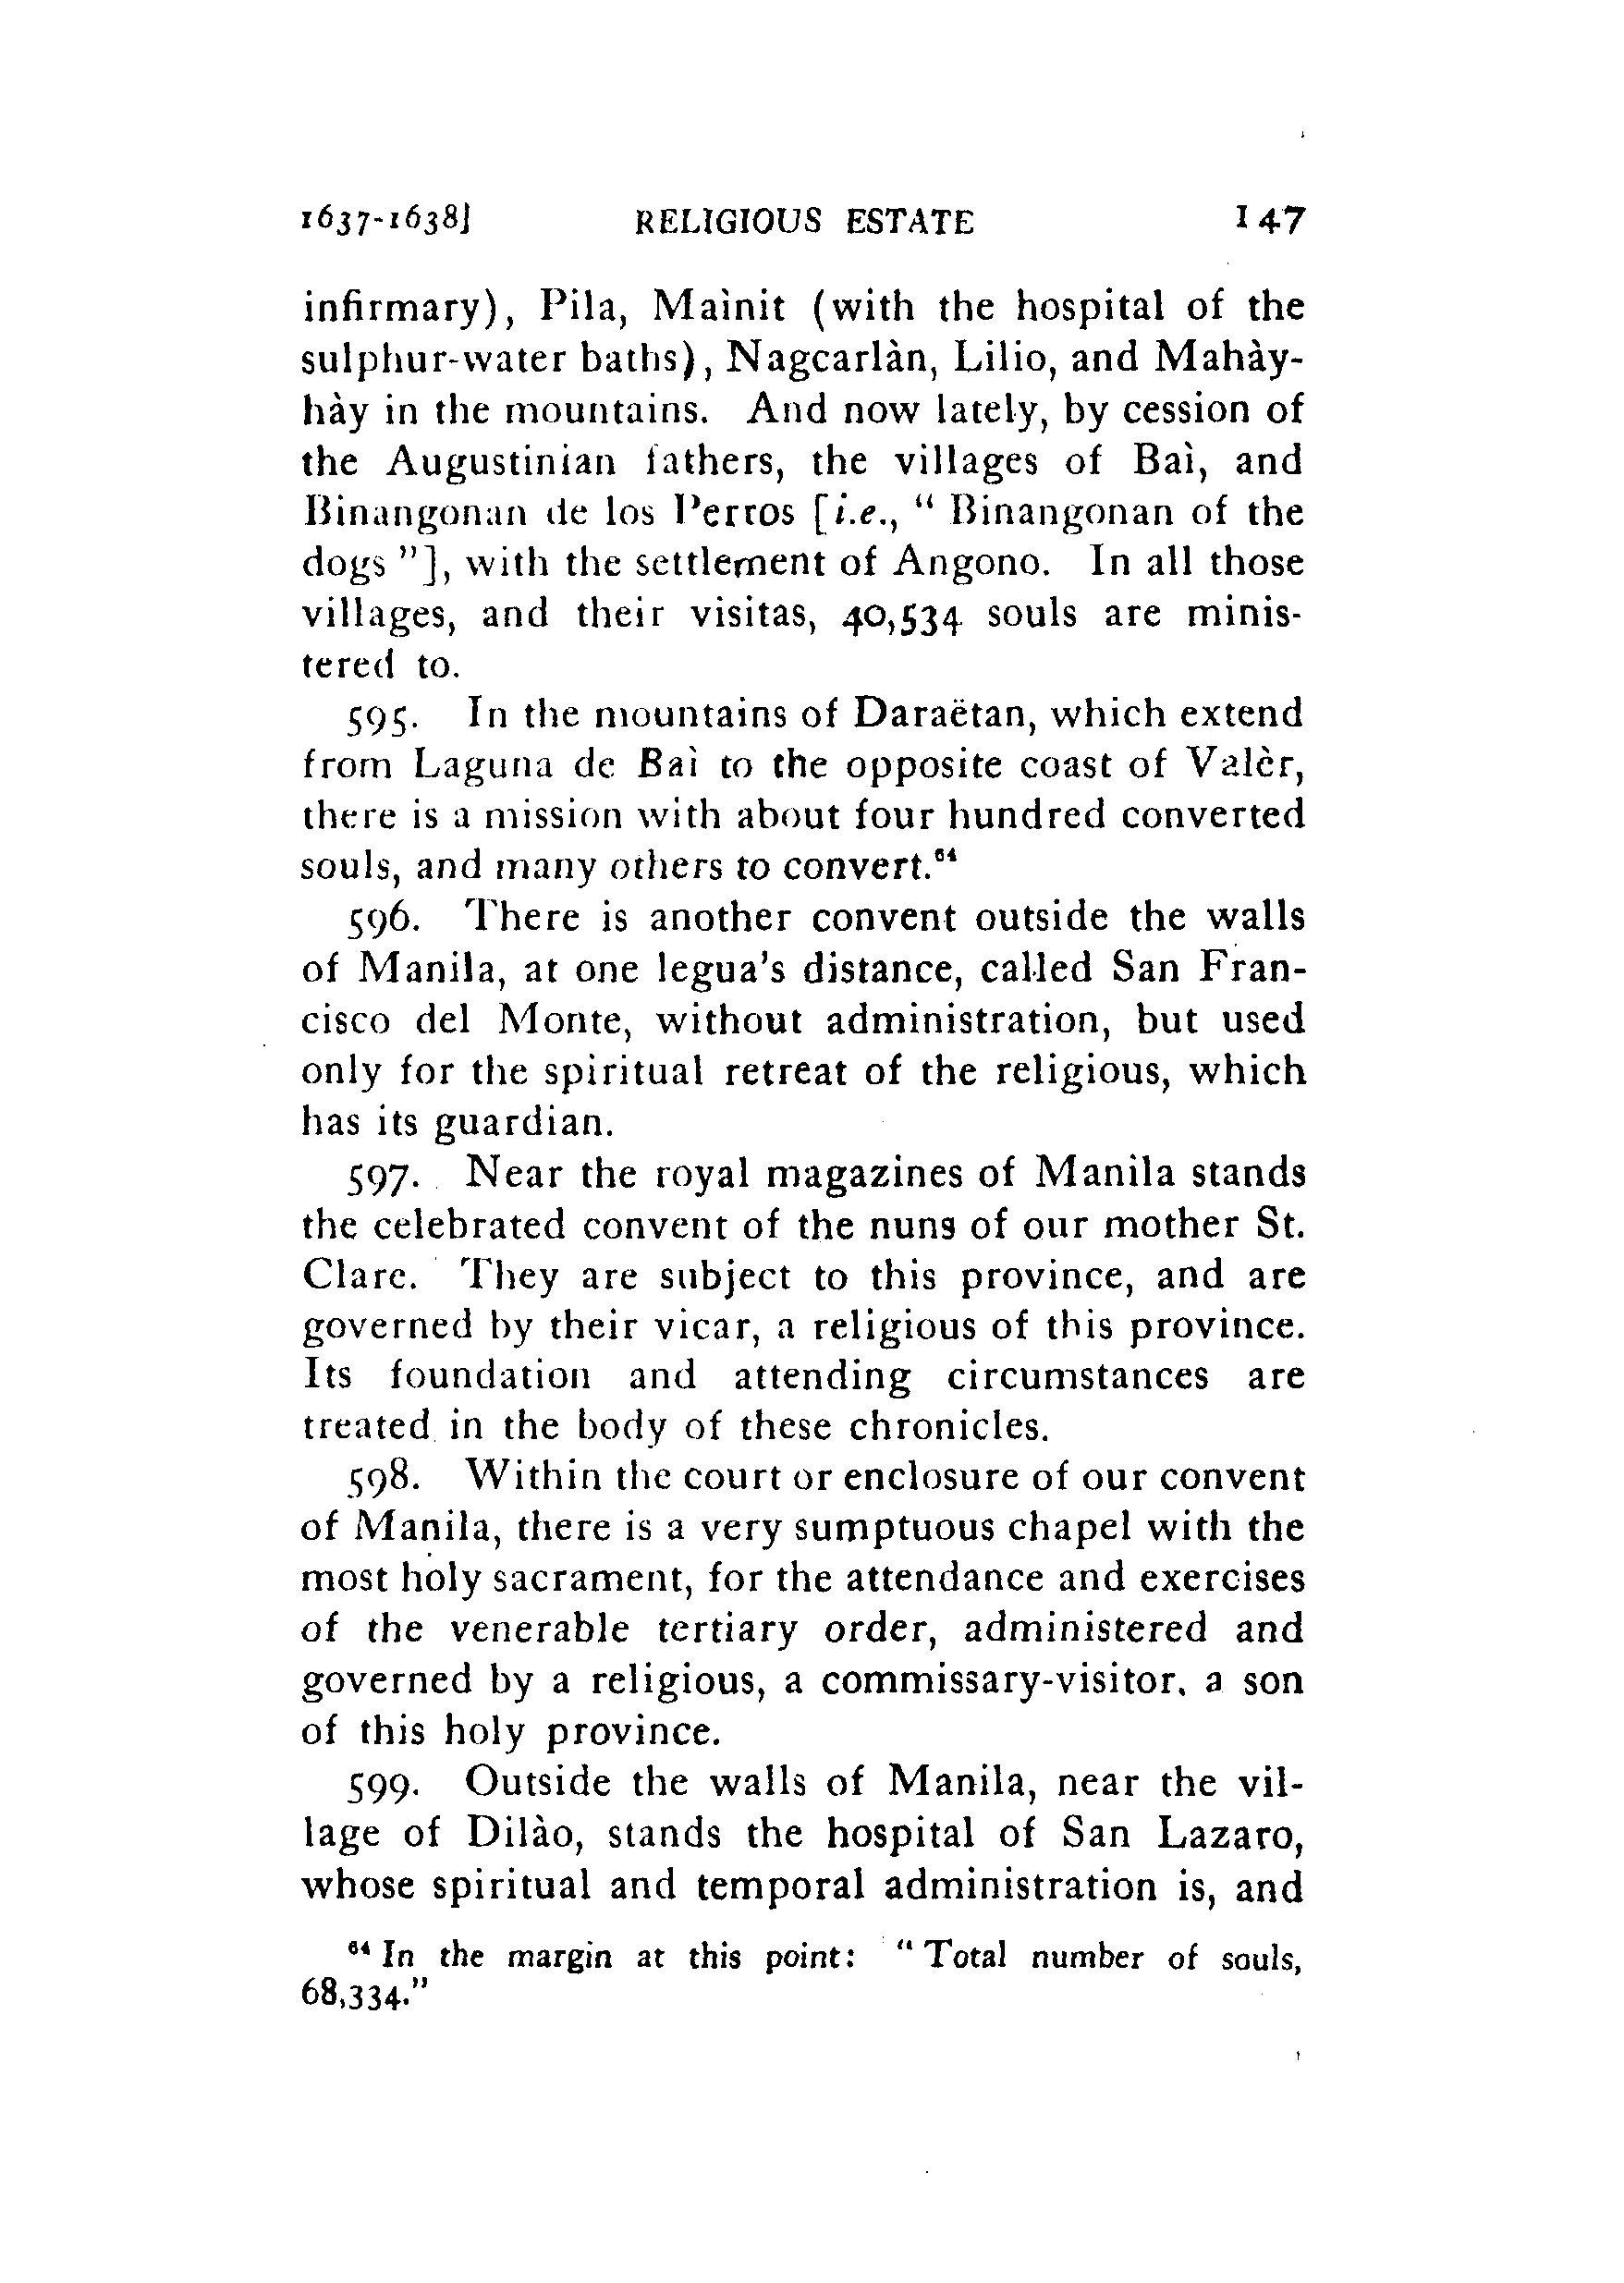 1637-1638] RELIGIOUS ESTATE 147
infirmary), Pila, Maìnit (with the hospital of the
sulphur-water baths), Nagcarlàn, Lilio, and Mahày-
hày in the mountains. And now lately, by cession of
the Augustinian fathers, the villages of Baì, and
Binangonan de los Perros [i.e., " Binangonan of the
dogs "], with the settlement of Angono. In all those
villages, and their visitas, 40,534 souls are minis-
tered to.
595. In the mountains of Daraëtan, which extend
from Laguna de Baì to the opposite coast of Valèr,
there is a mission with about four hundred converted
souls, and many others to convert.⁶⁴
596. There is another convent outside the walls
of Manila, at one legua's distance, called San Fran-
cisco del Monte, without administration, but used
only for the spiritual retreat of the religious, which
has its guardian.
597. Near the royal magazines of Manila stands
the celebrated convent of the nuns of our mother St.
Clare. They are subject to this province, and are
governed by their vicar, a religious of this province.
Its foundation and attending circumstances are
treated in the body of these chronicles.
598. Within the court or enclosure of our convent
of Manila, there is a very sumptuous chapel with the
most holy sacrament, for the attendance and exercises
of the venerable tertiary order, administered and
governed by a religious, a commissary-visitor, a son
of this holy province.
599. Outside the walls of Manila, near the vil-
lage of Dilào, stands the hospital of San Lazaro,
whose spiritual and temporal administration is, and
⁶⁴ In the margin at this point: " Total number of souls,
68,334."